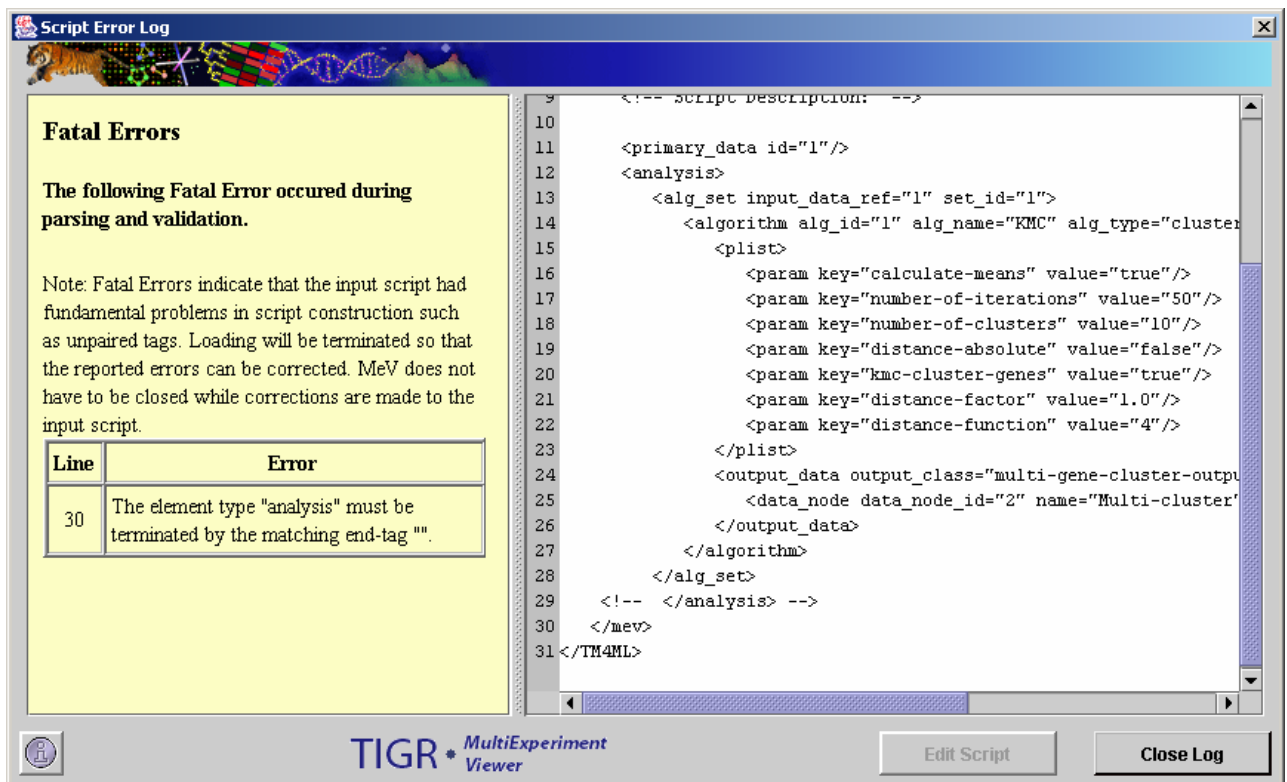 Script Error Log
Fatal Errors
The following Fatal Error occured during
parsing and validation.
Note: Fatal Errors indicate that the input script had
fundamental problems in script construction such
as unpaired tags. Loading will be terminated so that
the reported errors can be corrected. MeV does not
have to be closed while corrections are made to the
input script.
Line Error
30 The element type "analysis" must be
terminated by the matching end-tag "".
9 <!-- Script Description: -->
10
11 <primary_data id="1"/>
12 <analysis>
13 <alg_set input_data_ref="1" set_id="1">
14 <algorithm alg_id="1" alg_name="KMC" alg_type="cluster
15 <plist>
16 <param key="calculate-means" value="true"/>
17 <param key="number-of-iterations" value="50"/>
18 <param key="number-of-clusters" value="10"/>
19 <param key="distance-absolute" value="false"/>
20 <param key="kmc-cluster-genes" value="true"/>
21 <param key="distance-factor" value="1.0"/>
22 <param key="distance-function" value="4"/>
23 </plist>
24 <output_data output_class="multi-gene-cluster-outpu
25 <data_node data_node_id="2" name="Multi-cluster"
26 </output_data>
27 </algorithm>
28 </alg_set>
29 <!-- </analysis> -->
30 </mev>
31 </TM4ML>
TIGR • MultiExperiment
Viewer
Edit Script
Close Log